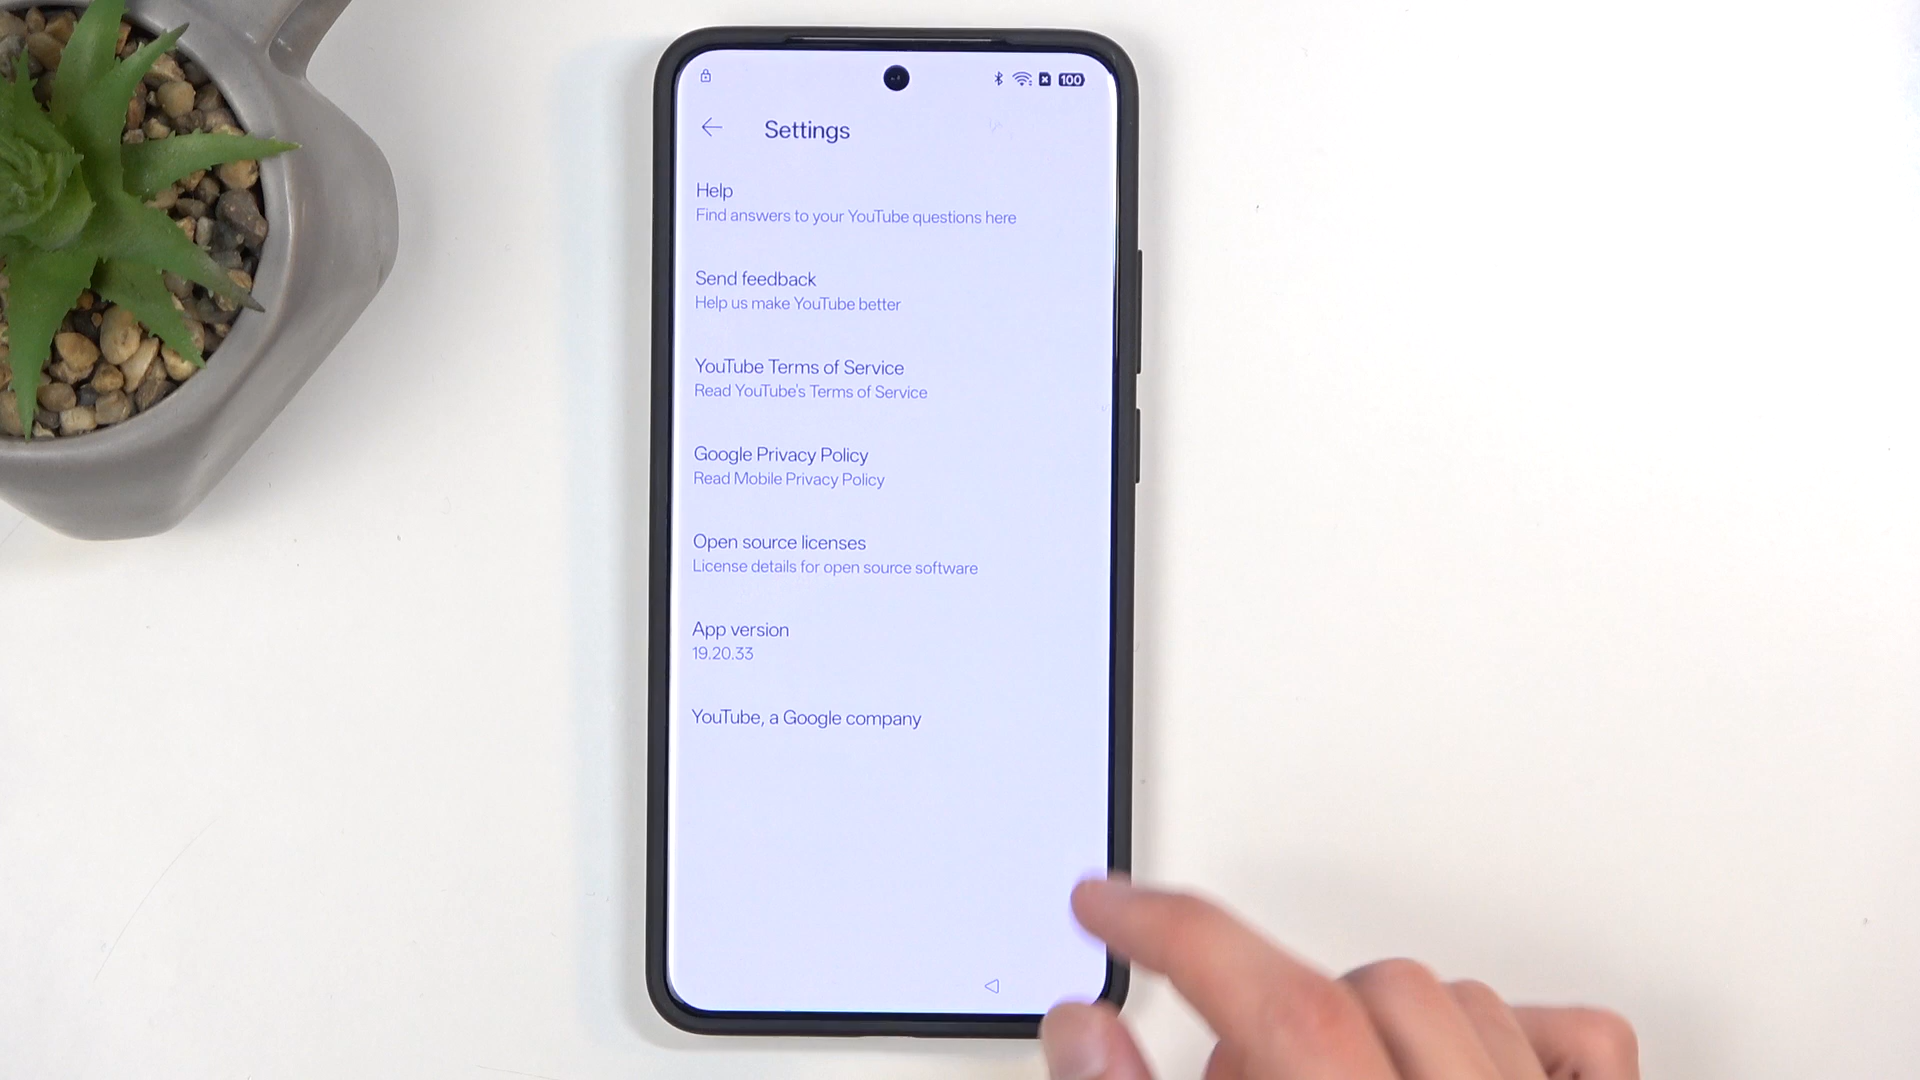 100
Settings
Help
Find answers to your YouTube questions here
Send feedback
Help us make YouTube better
YouTube Terms of Service
Read YouTube's Terms of Service
Google Privacy Policy
Read Mobile Privacy Policy
Open source licenses
License details for open source software
App version
19.20.33
YouTube, a Google company